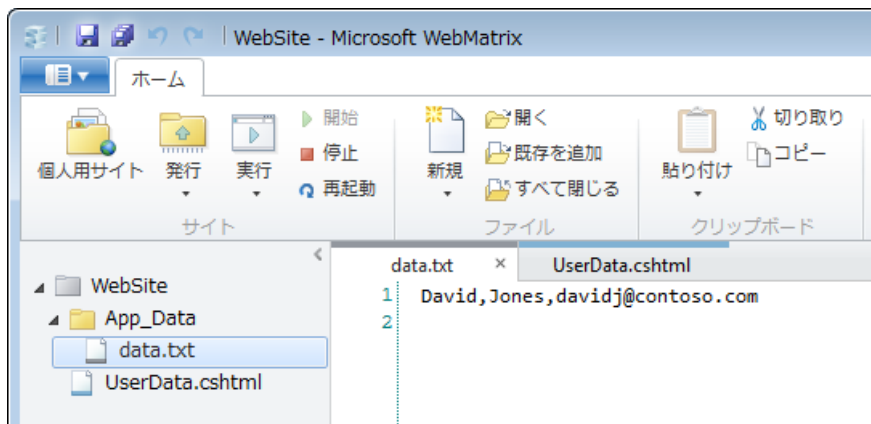 WebSite - Microsoft WebMatrix
ホーム
個人用サイト
発行
実行
開始
停止
再起動
サイト
新規
開く
既存を追加
すべて閉じる
ファイル
貼り付け
切り取り
コピー
クリップボード
WebSite
App_Data
data.txt
UserData.cshtml
data.txt × UserData.cshtml
1 David,Jones,davidj@contoso.com
2